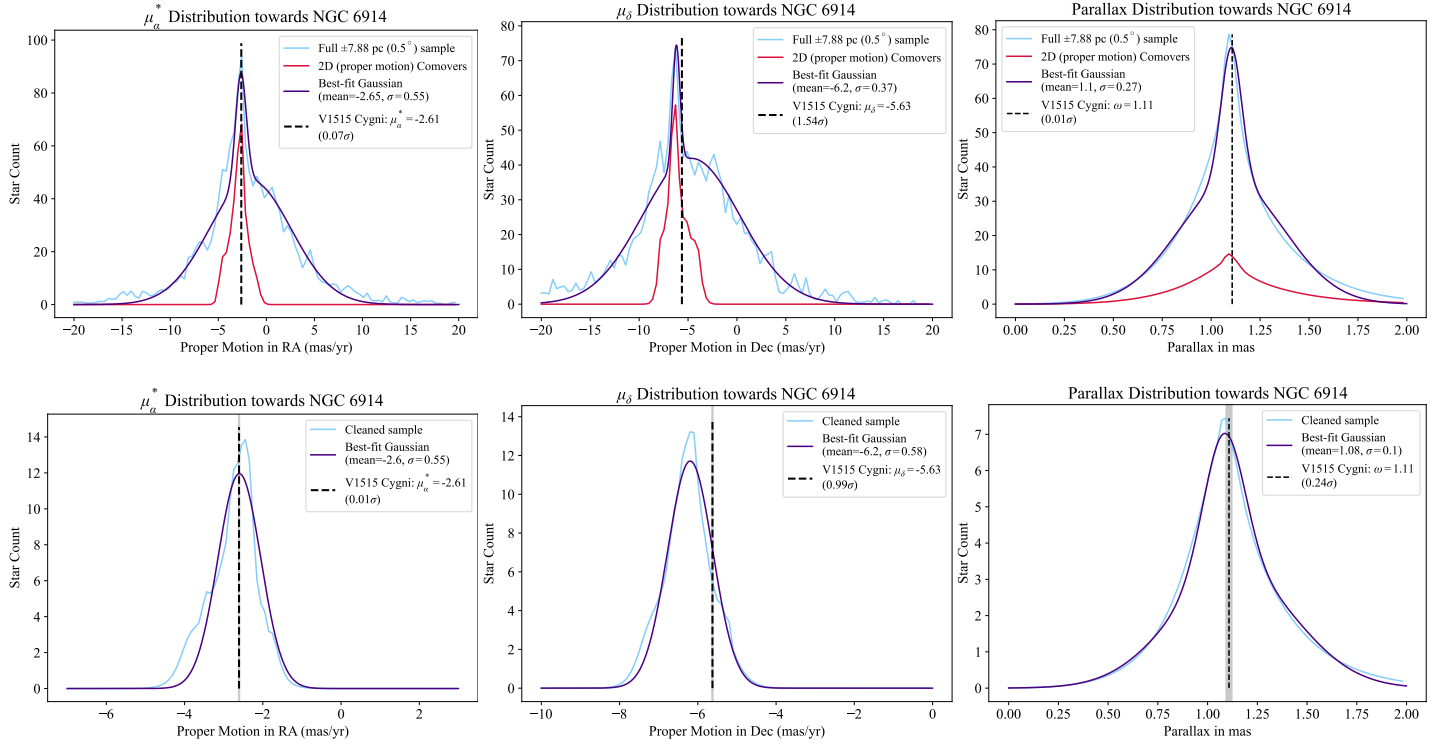 μ*α Distribution towards NGC 6914
100
80
60
40
20
0
Star Count
−20
−15
−10
−5
0
5
10
15
20
Proper Motion in RA (mas/yr)
Full ±7.88 pc (0.5°) sample
2D (proper motion) Comovers
Best-fit Gaussian
(mean=-2.65, σ=0.55)
V1515 Cygni: μ*α=-2.61
(0.07σ)
μδ Distribution towards NGC 6914
80
70
60
50
40
30
20
10
0
Star Count
−20
−15
−10
−5
0
5
10
15
20
Proper Motion in Dec (mas/yr)
Full ±7.88 pc (0.5°) sample
2D (proper motion) Comovers
Best-fit Gaussian
(mean=-6.2, σ=0.37)
V1515 Cygni: μδ=-5.63
(1.54σ)
Parallax Distribution towards NGC 6914
80
70
60
50
40
30
20
10
0
Star Count
0.00
0.25
0.50
0.75
1.00
1.25
1.50
1.75
2.00
Parallax in mas
Full ±7.88 pc (0.5°) sample
2D (proper motion) Comovers
Best-fit Gaussian
(mean=1.1, σ=0.27)
V1515 Cygni: ω=1.11
(0.01σ)
μ*α Distribution towards NGC 6914
14
12
10
8
6
4
2
0
Star Count
−6
−4
−2
0
2
Proper Motion in RA (mas/yr)
Cleaned sample
Best-fit Gaussian
(mean=-2.6, σ=0.55)
V1515 Cygni: μ*α=-2.61
(0.01σ)
μδ Distribution towards NGC 6914
14
12
10
8
6
4
2
0
Star Count
−10
−8
−6
−4
−2
0
Proper Motion in Dec (mas/yr)
Cleaned sample
Best-fit Gaussian
(mean=-6.2, σ=0.58)
V1515 Cygni: μδ=-5.63
(0.99σ)
Parallax Distribution towards NGC 6914
7
6
5
4
3
2
1
0
Star Count
0.00
0.25
0.50
0.75
1.00
1.25
1.50
1.75
2.00
Parallax in mas
Cleaned sample
Best-fit Gaussian
(mean=1.08, σ=0.1)
V1515 Cygni: ω=1.11
(0.24σ)